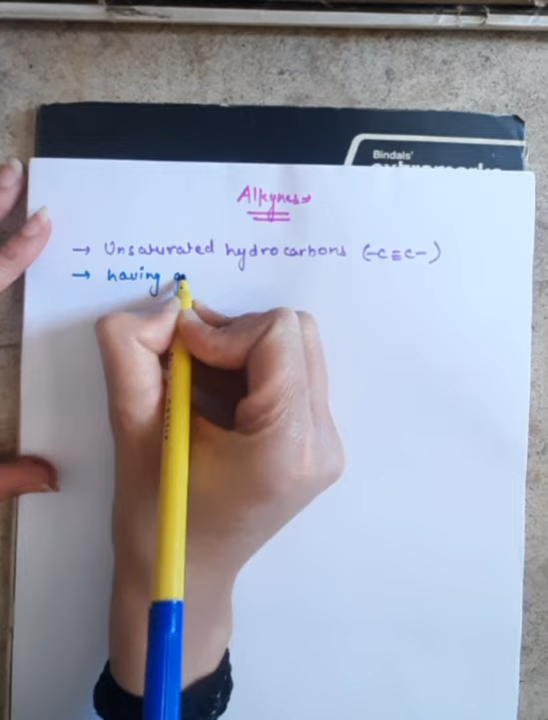 Bindals'
Alkynes
→ Unsaturated hydrocarbons (-C≡C-)
→ having